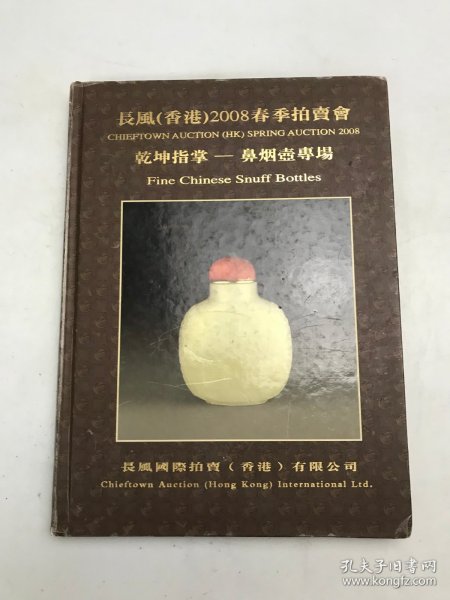 長風(香港)2008春季拍賣會
CHIEFTOWN AUCTION (HK) SPRING AUCTION 2008
乾坤指掌 — 鼻烟壺專場
Fine Chinese Snuff Bottles
長風國際拍賣(香港)有限公司
Chieftown Auction (Hong Kong) International Ltd.
孔夫子旧书网
www.kongfz.com